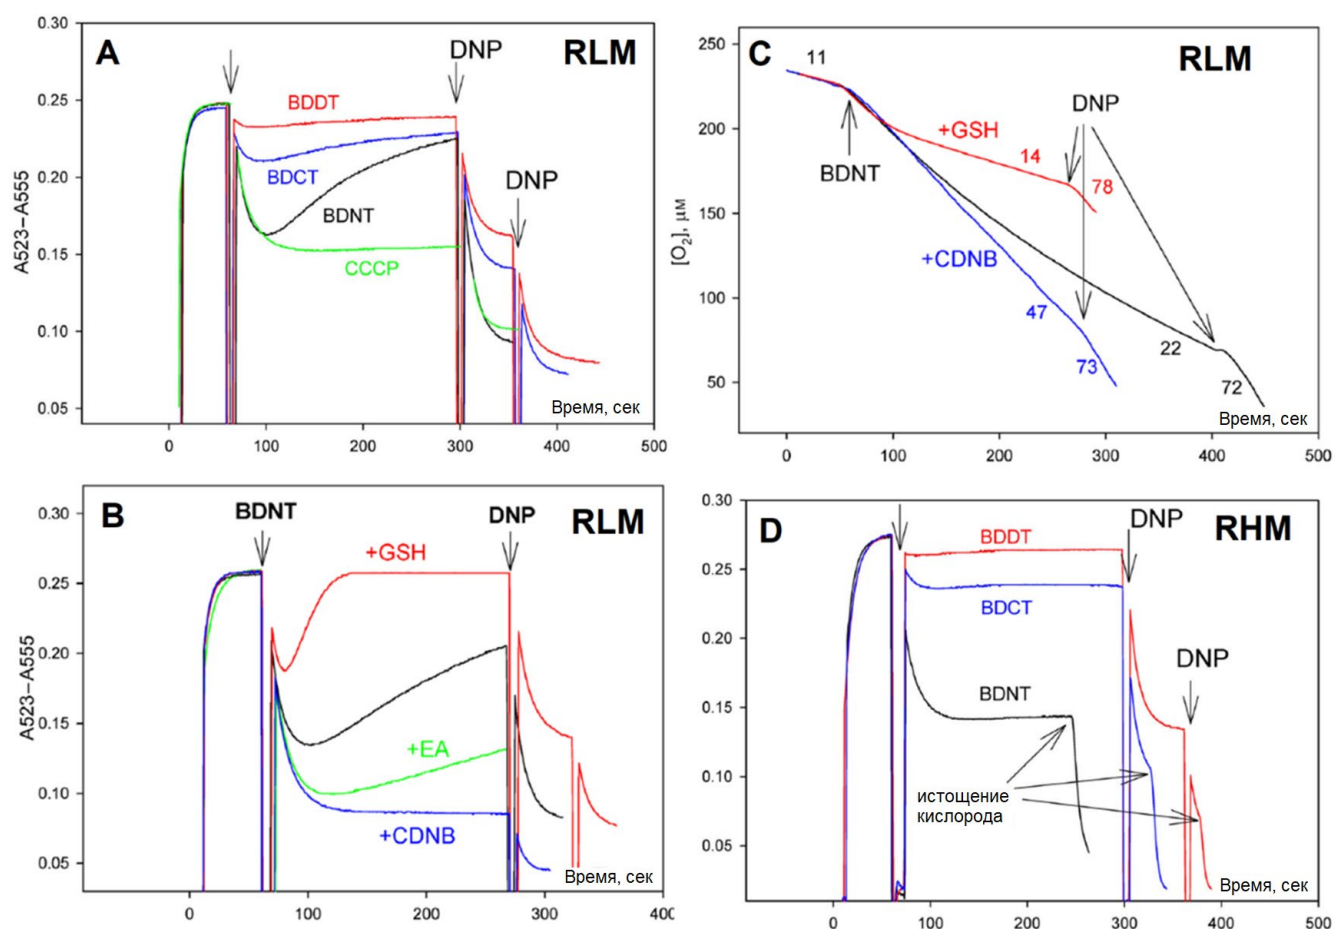 A
RLM
DNP
BDDT
BDCT
BDNT
CCCP
DNP
A523–A555
0.30
0.25
0.20
0.15
0.10
0.05
Время, сек
0
100
200
300
400
500
C
RLM
11
DNP
+GSH
14
78
BDNT
+CDNB
47
73
22
72
[O2], μм
250
200
150
100
50
Время, сек
0
100
200
300
400
500
B
BDNT
DNP
RLM
+GSH
+EA
+CDNB
A523–A555
0.30
0.25
0.20
0.15
0.10
0.05
Время, сек
0
100
200
300
400
D
DNP
RHM
BDDT
BDCT
DNP
BDNT
истощение
кислорода
0.30
0.25
0.20
0.15
0.10
0.05
Время, сек
0
100
200
300
400
500